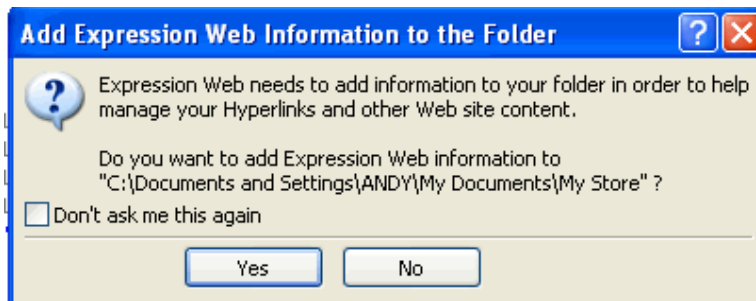 Add Expression Web Information to the Folder
Expression Web needs to add information to your folder in order to help
manage your Hyperlinks and other Web site content.
Do you want to add Expression Web information to
"C:\Documents and Settings\ANDY\My Documents\My Store" ?
Don't ask me this again
Yes No